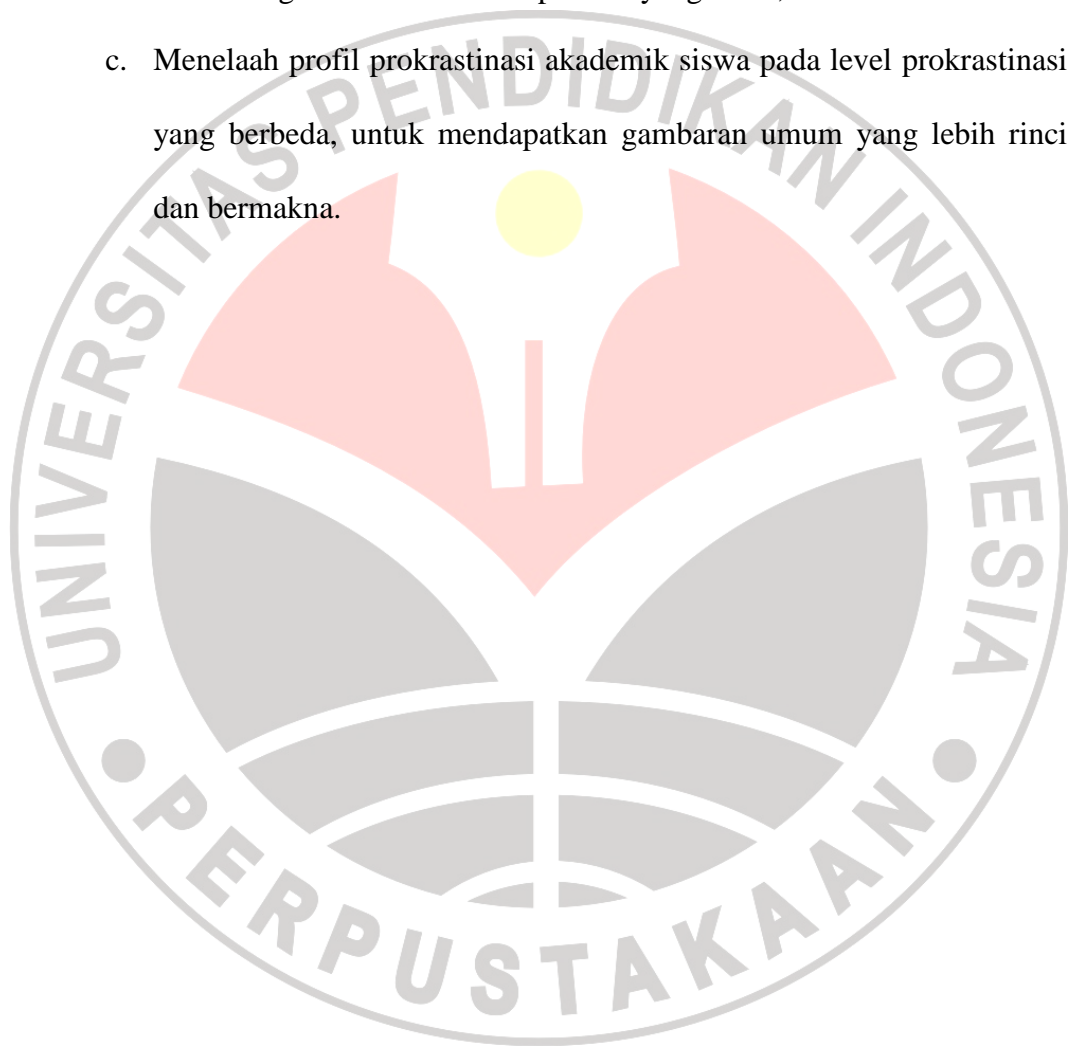 c. Menelaah profil prokrastinasi akademik siswa pada level prokrastinasi
yang berbeda, untuk mendapatkan gambaran umum yang lebih rinci
dan bermakna.
UNIVERSITAS PENDIDIKAN INDONESIA
PERPUSTAKAAN